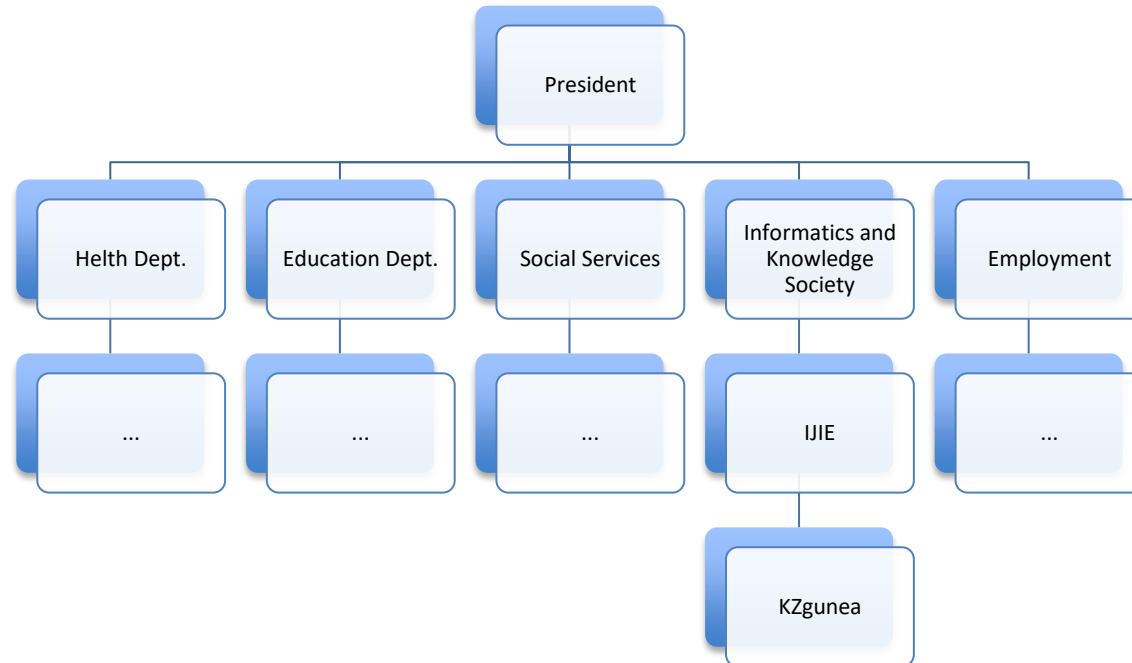 President
Helth Dept.
Education Dept.
Social Services
Informatics and
Knowledge
Society
Employment
...
...
...
IJIE
...
KZgunea